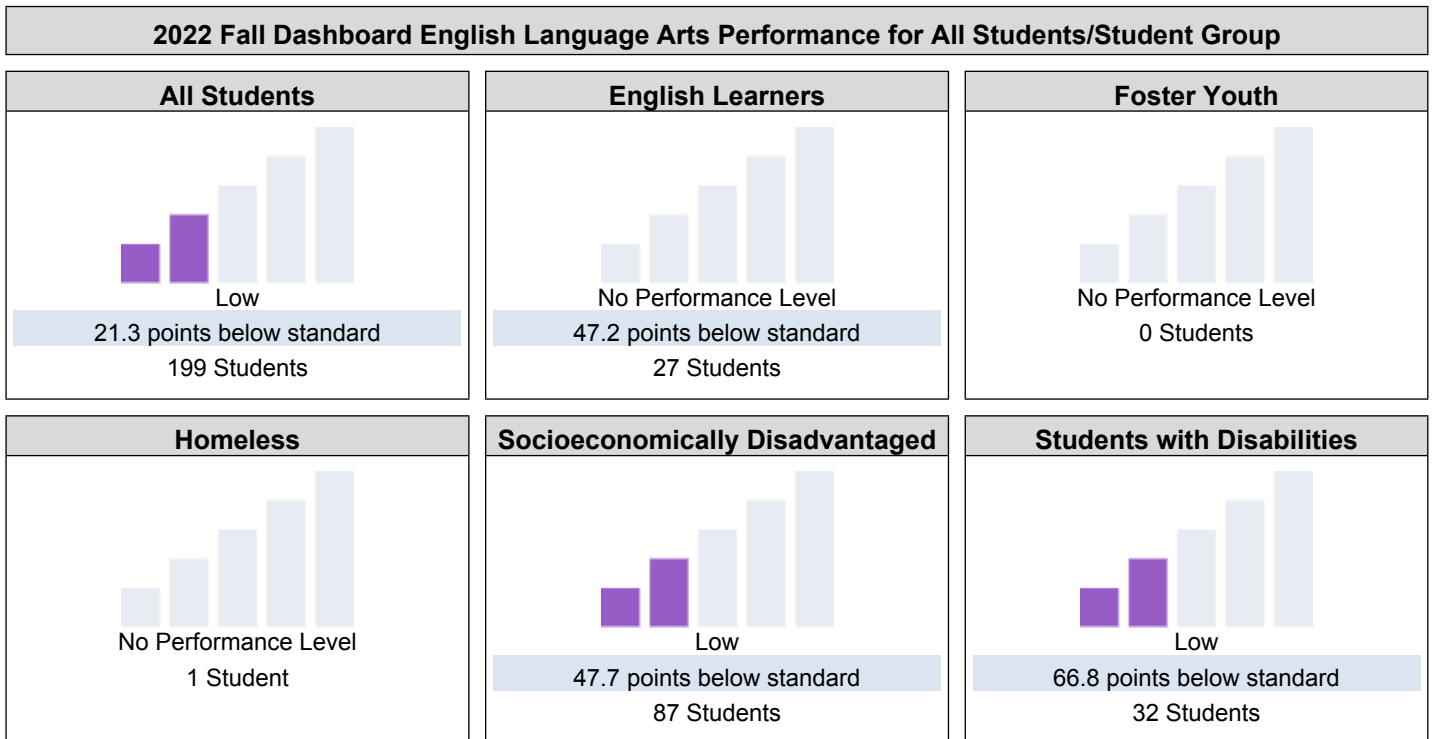 2022 Fall Dashboard English Language Arts Performance for All Students/Student Group
All Students
Low
21.3 points below standard
199 Students
English Learners
No Performance Level
47.2 points below standard
27 Students
Foster Youth
No Performance Level
0 Students
Homeless
No Performance Level
1 Student
Socioeconomically Disadvantaged
Low
47.7 points below standard
87 Students
Students with Disabilities
Low
66.8 points below standard
32 Students